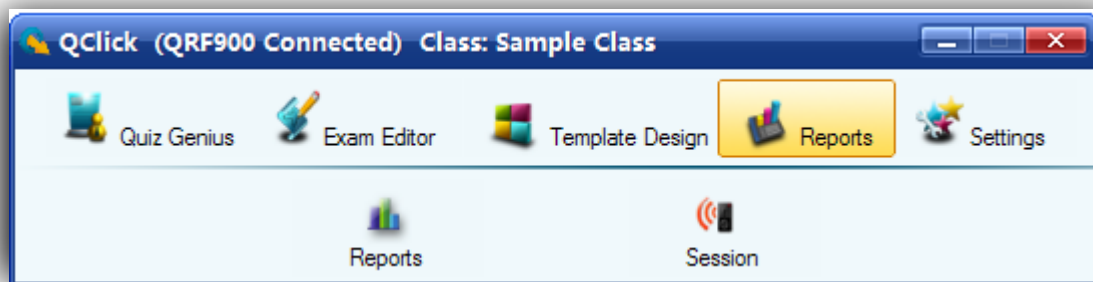 QClick (QRF900 Connected) Class: Sample Class
Quiz Genius Exam Editor Template Design Reports Settings
Reports Session